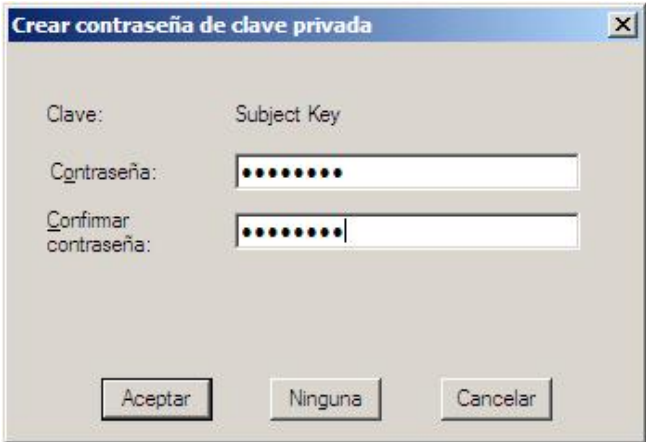 Crear contraseña de clave privada
Clave: Subject Key
Contraseña: ●●●●●●●●
Confirmar
contraseña: ●●●●●●●●
Aceptar Ninguna Cancelar